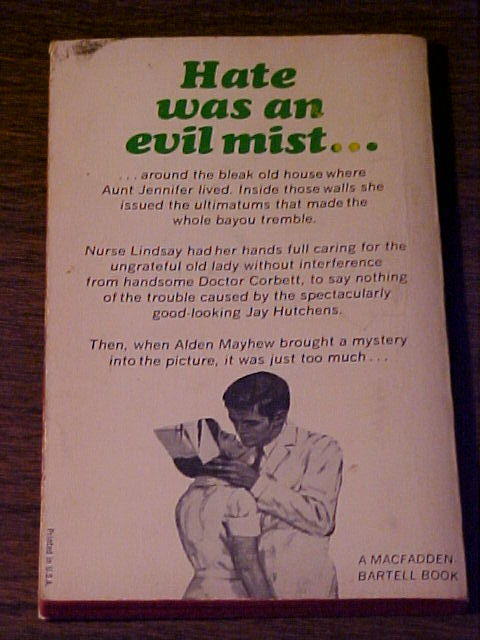 Hate
was an
evil mist...
...around the bleak old house where
Aunt Jennifer lived. Inside those walls she
issued the ultimatums that made the
whole bayou tremble.
Nurse Lindsay had her hands full caring for the
ungrateful old lady without interference
from handsome Doctor Corbett, to say nothing
of the trouble caused by the spectacularly
good-looking Jay Hutchens.
Then, when Alden Mayhew brought a mystery
into the picture, it was just too much...
Printed in U.S.A.
A MACFADDEN-
BARTELL BOOK